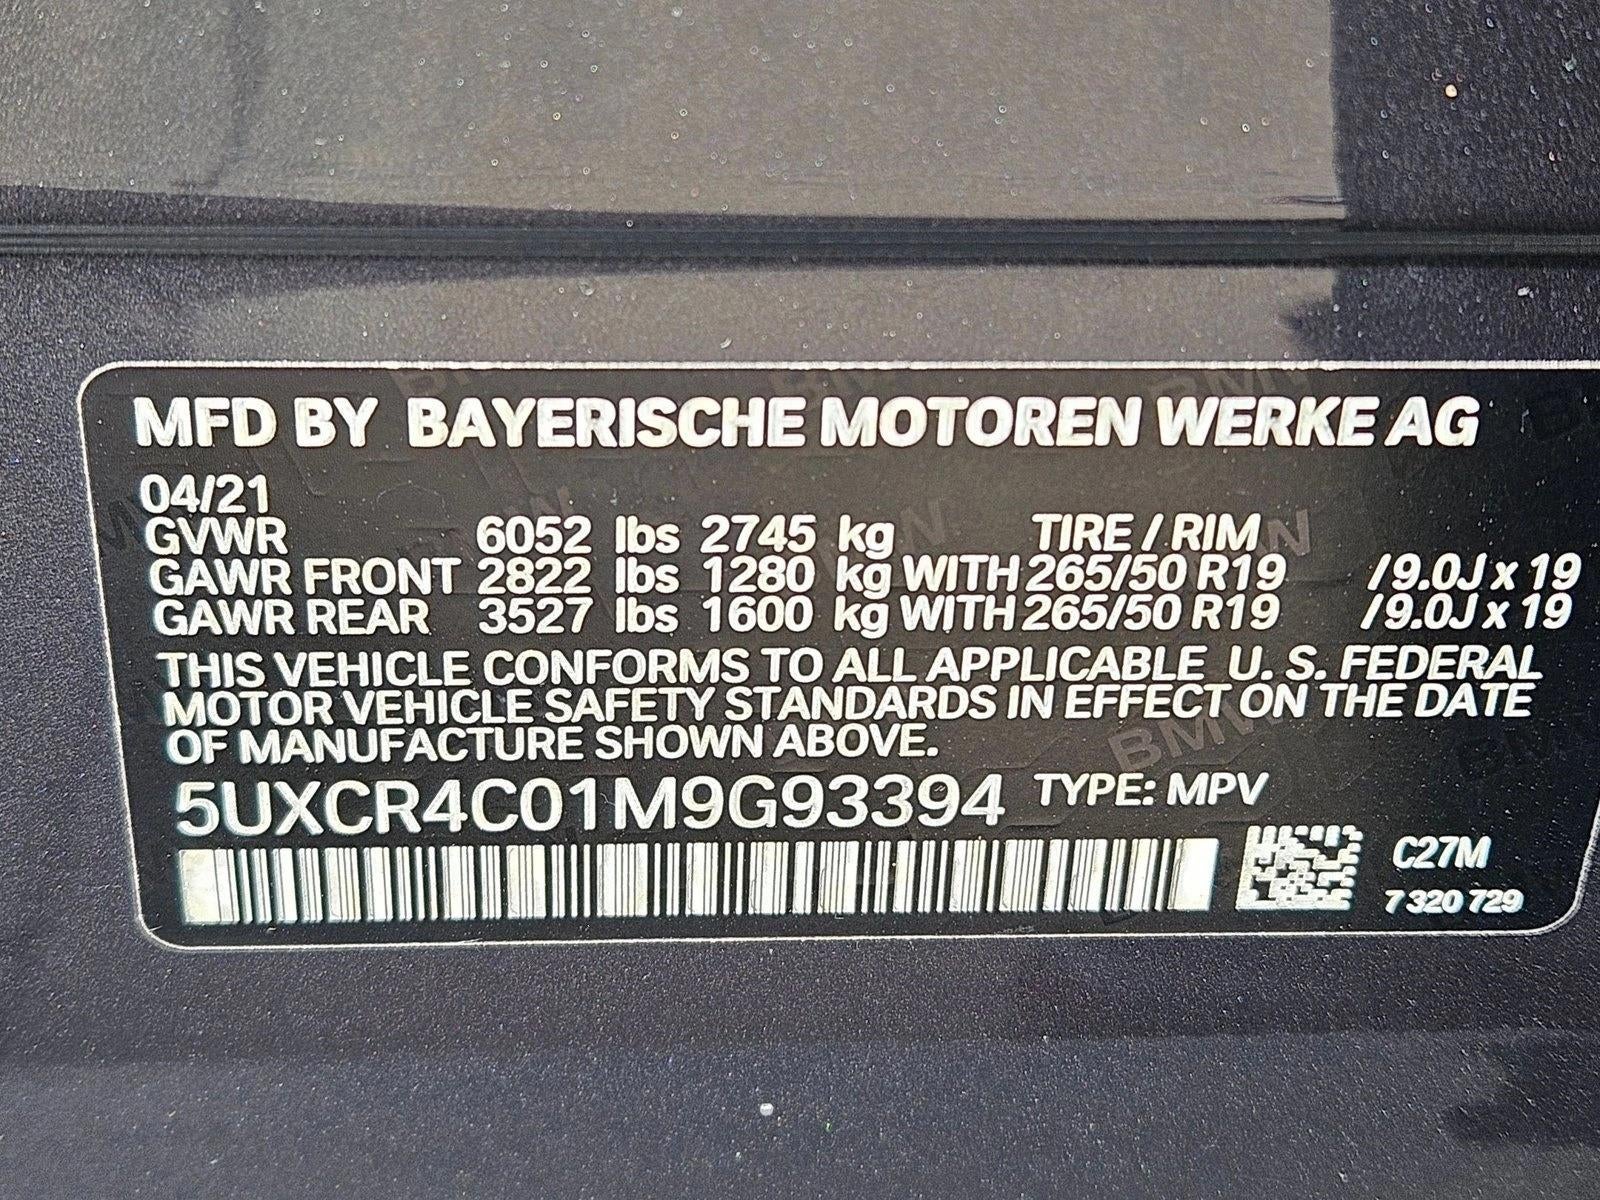 MFD BY BAYERISCHE MOTOREN WERKE AG
04/21
GVWR 6052 lbs 2745 kg TIRE / RIM
GAWR FRONT 2822 lbs 1280 kg WITH 265/50 R19 /9.0J x 19
GAWR REAR 3527 lbs 1600 kg WITH 265/50 R19 /9.0J x 19
THIS VEHICLE CONFORMS TO ALL APPLICABLE U. S. FEDERAL
MOTOR VEHICLE SAFETY STANDARDS IN EFFECT ON THE DATE
OF MANUFACTURE SHOWN ABOVE.
5UXCR4C01M9G93394 TYPE: MPV
C27M
7 320 729